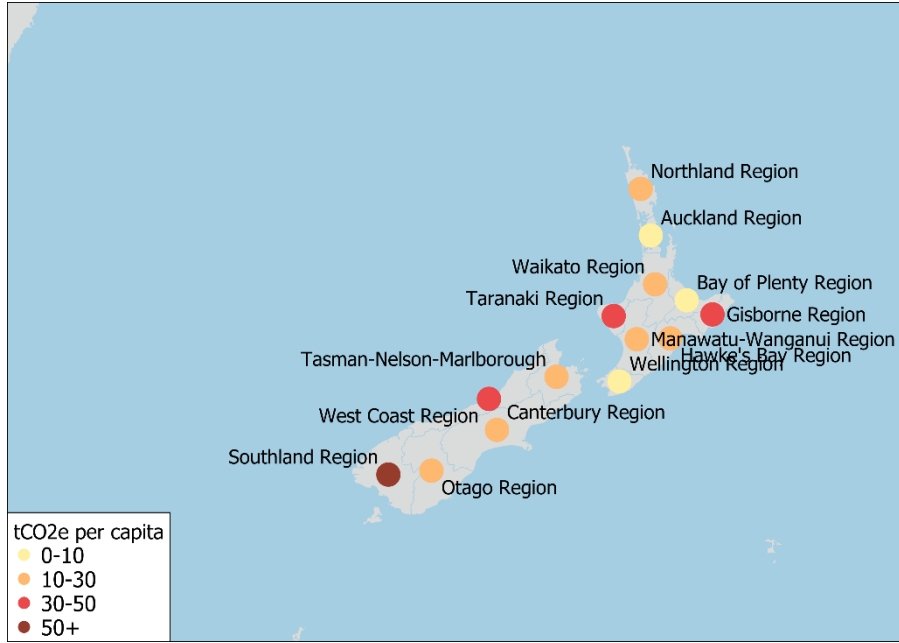 Northland Region
Auckland Region
Waikato Region
Bay of Plenty Region
Taranaki Region
Gisborne Region
Manawatu-Wanganui Region
Hawke's Bay Region
Tasman-Nelson-Marlborough
Wellington Region
West Coast Region
Canterbury Region
Southland Region
Otago Region
tCO2e per capita
0-10
10-30
30-50
50+